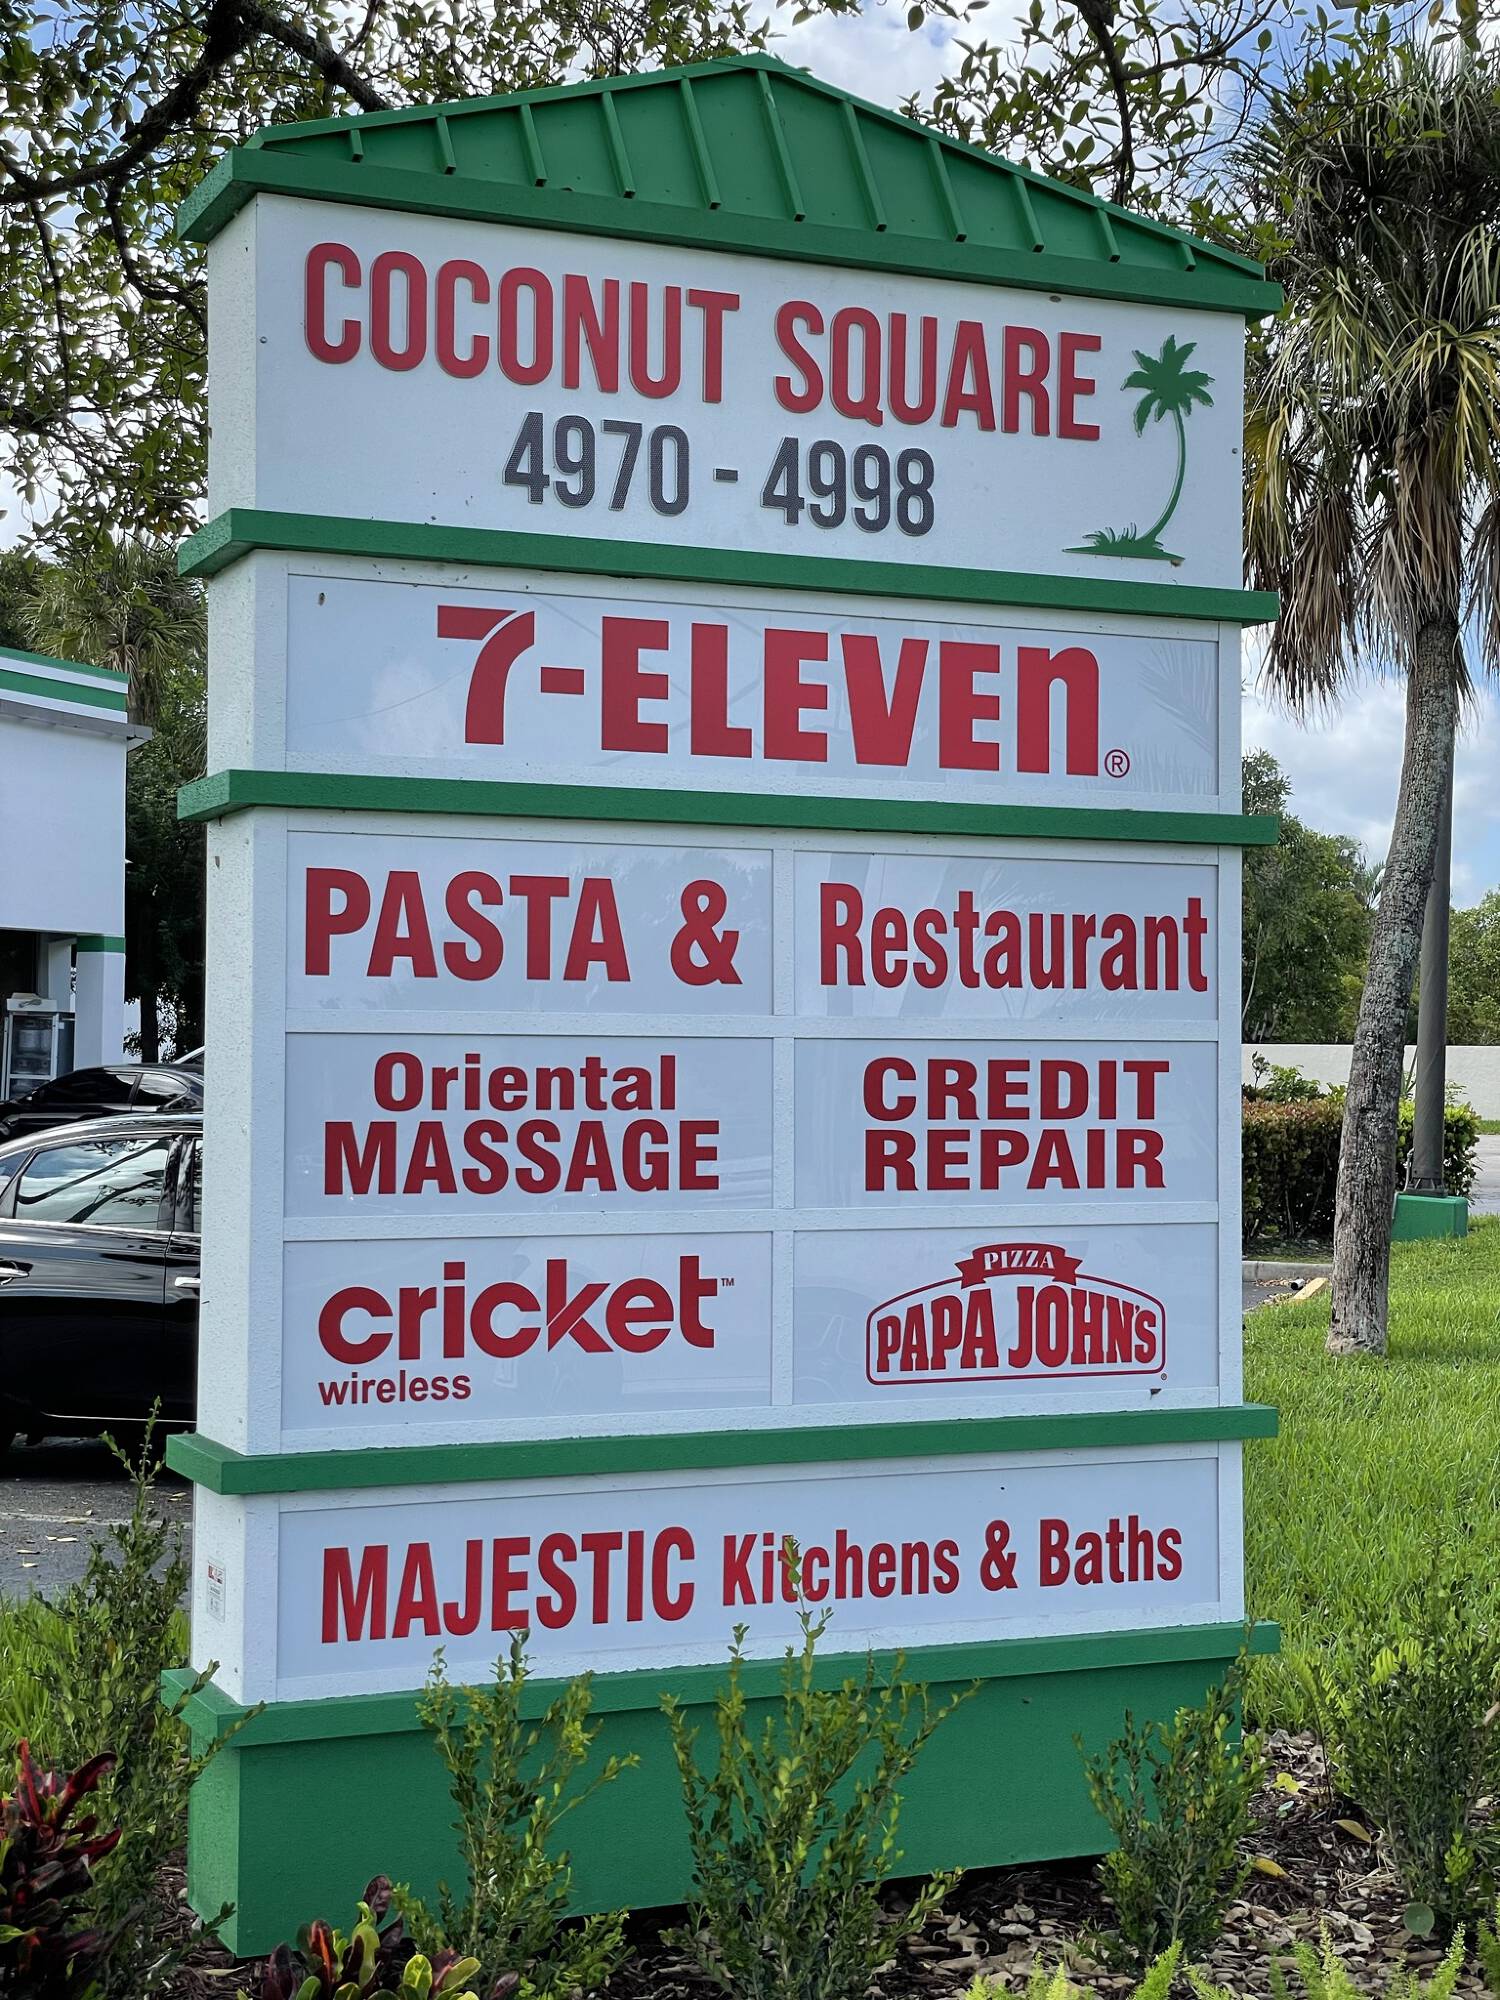 COCONUT SQUARE
4970 - 4998
7-ELEVEn®
PASTA &
Restaurant
Oriental
MASSAGE
CREDIT
REPAIR
cricket™
wireless
PIZZA
PAPA JOHN'S
MAJESTIC Kitchens & Baths